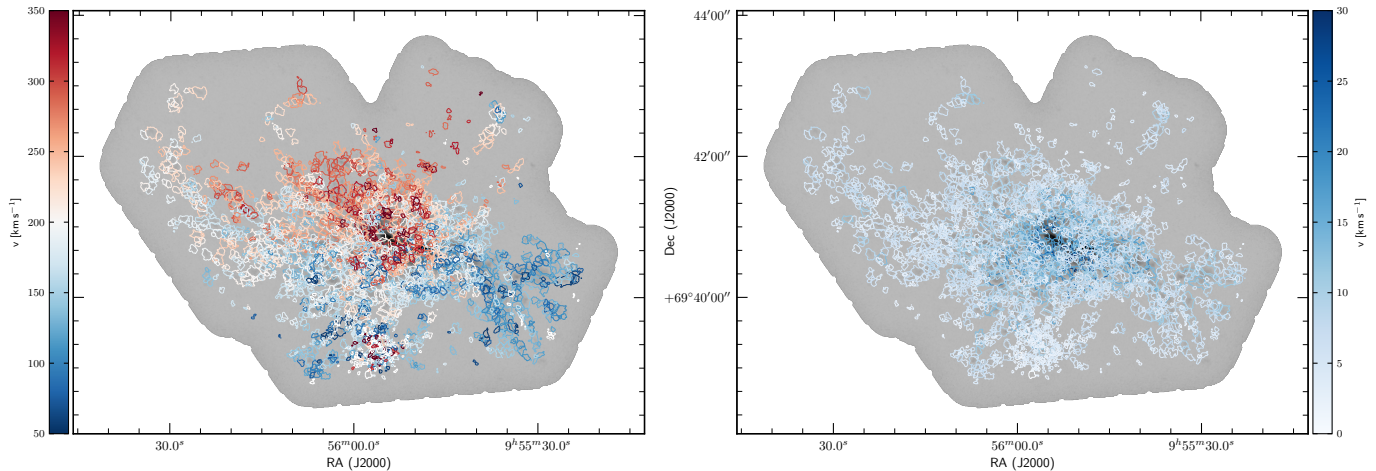 350
300
250
200
150
100
50
v [km s⁻¹]
30.0ˢ
56ᵐ00.0ˢ
9ʰ55ᵐ30.0ˢ
RA (J2000)
44′00″
42′00″
+69°40′00″
Dec (J2000)
30.0ˢ
56ᵐ00.0ˢ
9ʰ55ᵐ30.0ˢ
RA (J2000)
30
25
20
15
10
5
0
v [km s⁻¹]